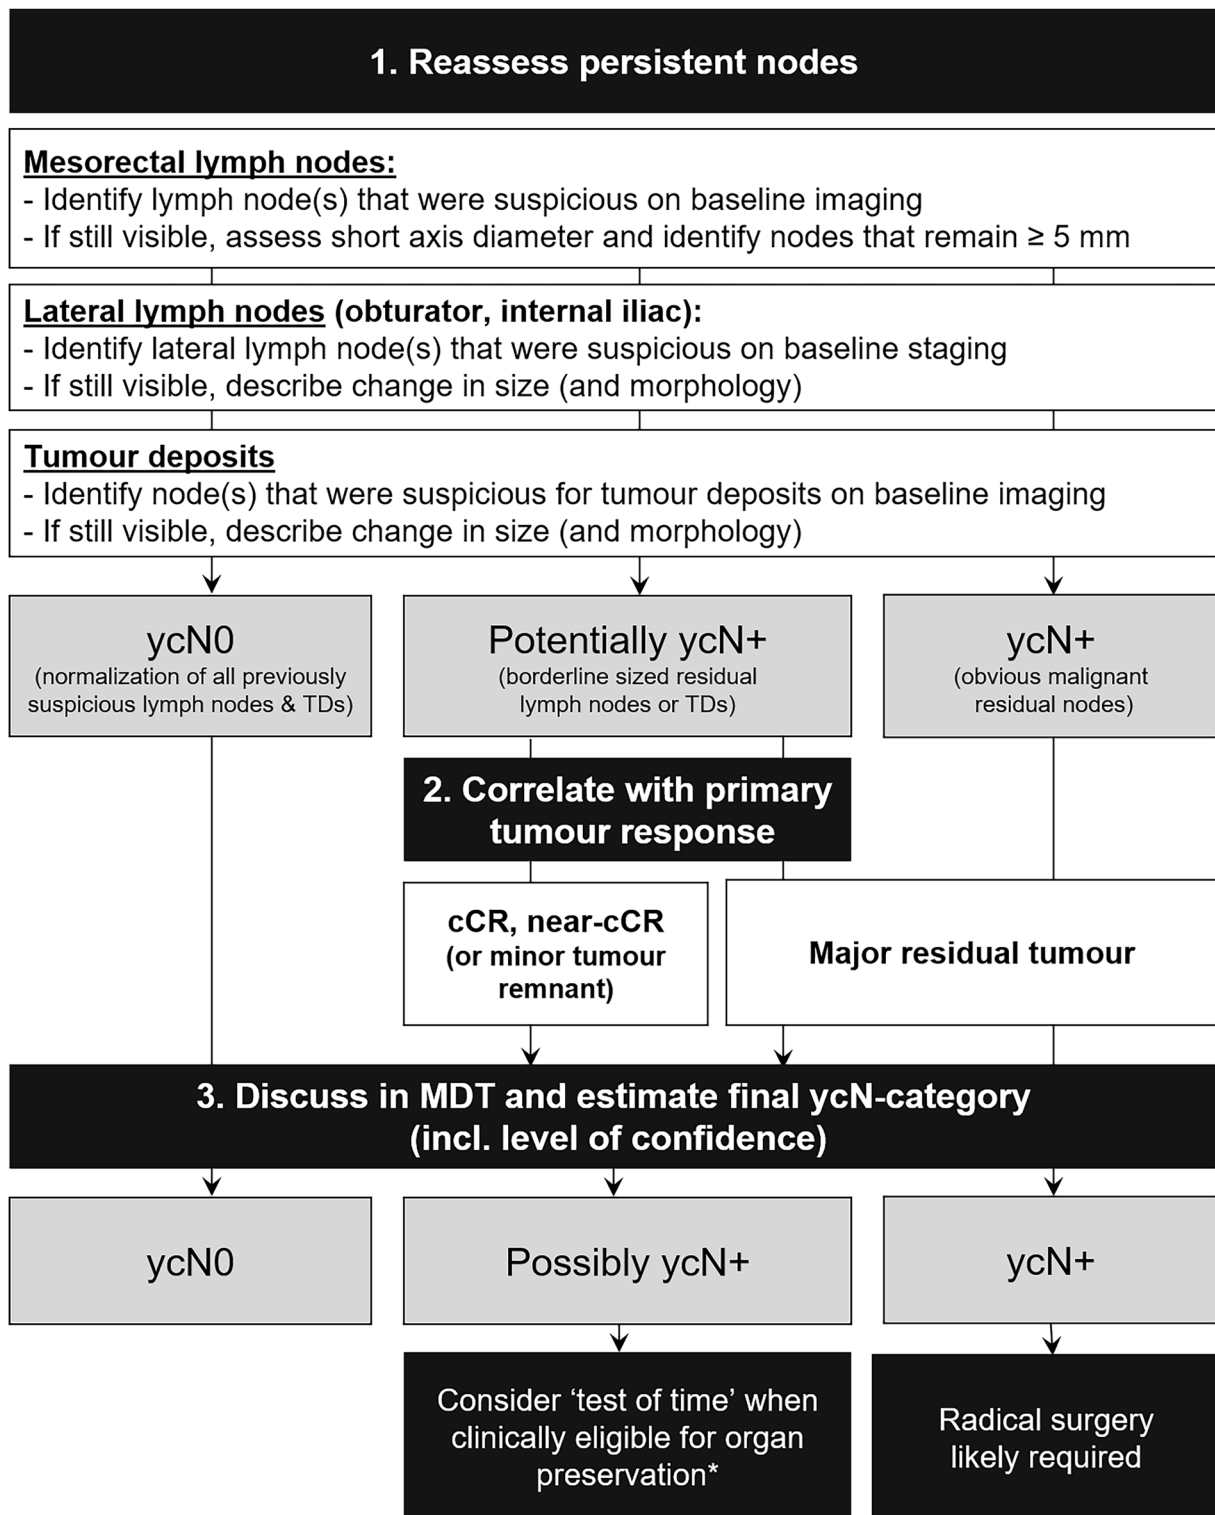 1. Reassess persistent nodes
Mesorectal lymph nodes:
- Identify lymph node(s) that were suspicious on baseline imaging
- If still visible, assess short axis diameter and identify nodes that remain ≥ 5 mm
Lateral lymph nodes (obturator, internal iliac):
- Identify lateral lymph node(s) that were suspicious on baseline staging
- If still visible, describe change in size (and morphology)
Tumour deposits
- Identify node(s) that were suspicious for tumour deposits on baseline imaging
- If still visible, describe change in size (and morphology)
ycN0
(normalization of all previously
suspicious lymph nodes & TDs)
Potentially ycN+
(borderline sized residual
lymph nodes or TDs)
ycN+
(obvious malignant
residual nodes)
2. Correlate with primary
tumour response
cCR, near-cCR
(or minor tumour
remnant)
Major residual tumour
3. Discuss in MDT and estimate final ycN-category
(incl. level of confidence)
ycN0
Possibly ycN+
ycN+
Consider ‘test of time’ when
clinically eligible for organ
preservation*
Radical surgery
likely required